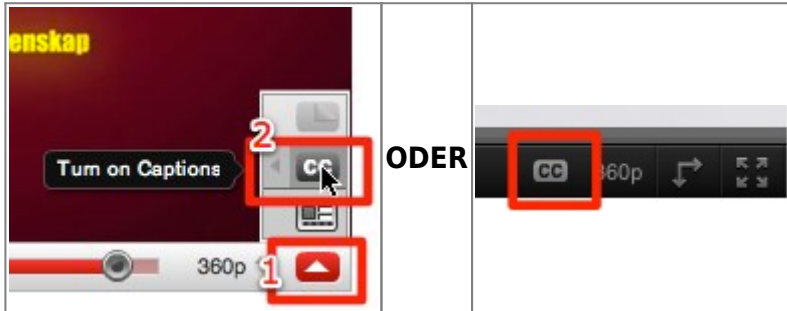 enskap
2
Turn on Captions
CC
360p
1
ODER
CC
360p